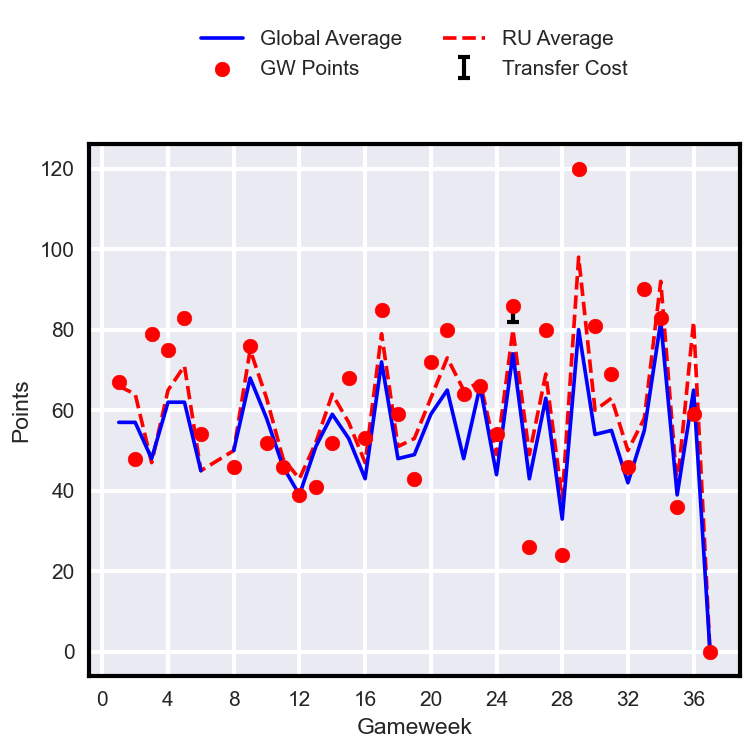 Global Average
RU Average
GW Points
Transfer Cost
120
100
80
60
40
20
0
Points
0 4 8 12 16 20 24 28 32 36
Gameweek